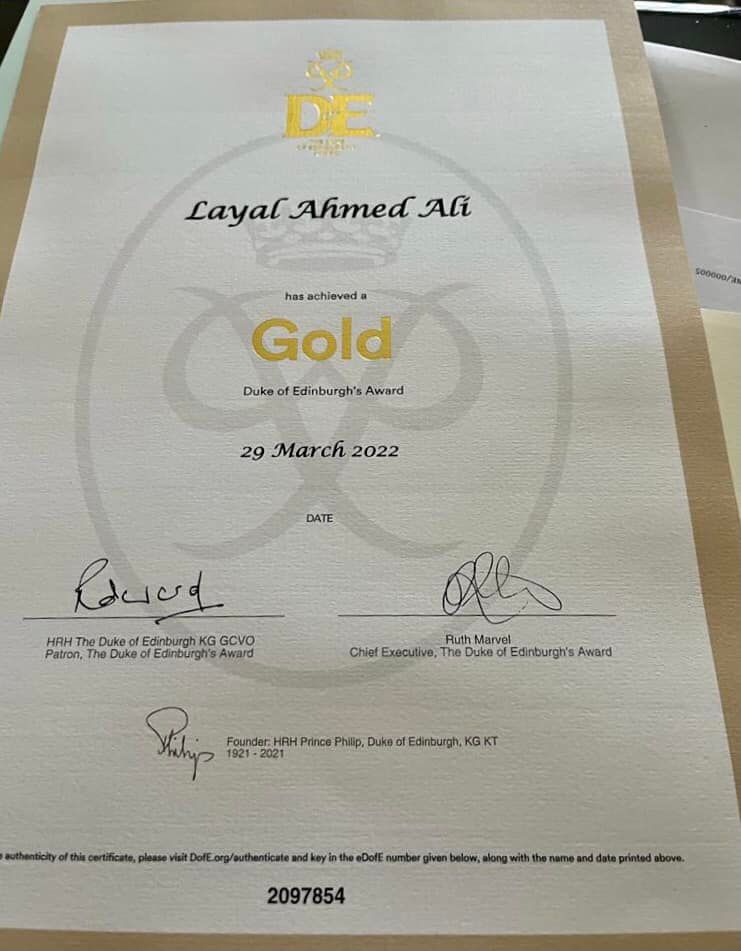 DE
Layal Ahmed Ali
has achieved a
Gold
Duke of Edinburgh's Award
29 March 2022
DATE
Edward
HRH The Duke of Edinburgh KG GCVO
Patron, The Duke of Edinburgh's Award
Ruth Marvel
Chief Executive, The Duke of Edinburgh's Award
Philip
Founder: HRH Prince Philip, Duke of Edinburgh, KG KT
1921 - 2021
authenticity of this certificate, please visit DofE.org/authenticate and key in the eDofE number given below, along with the name and date printed above.
2097854